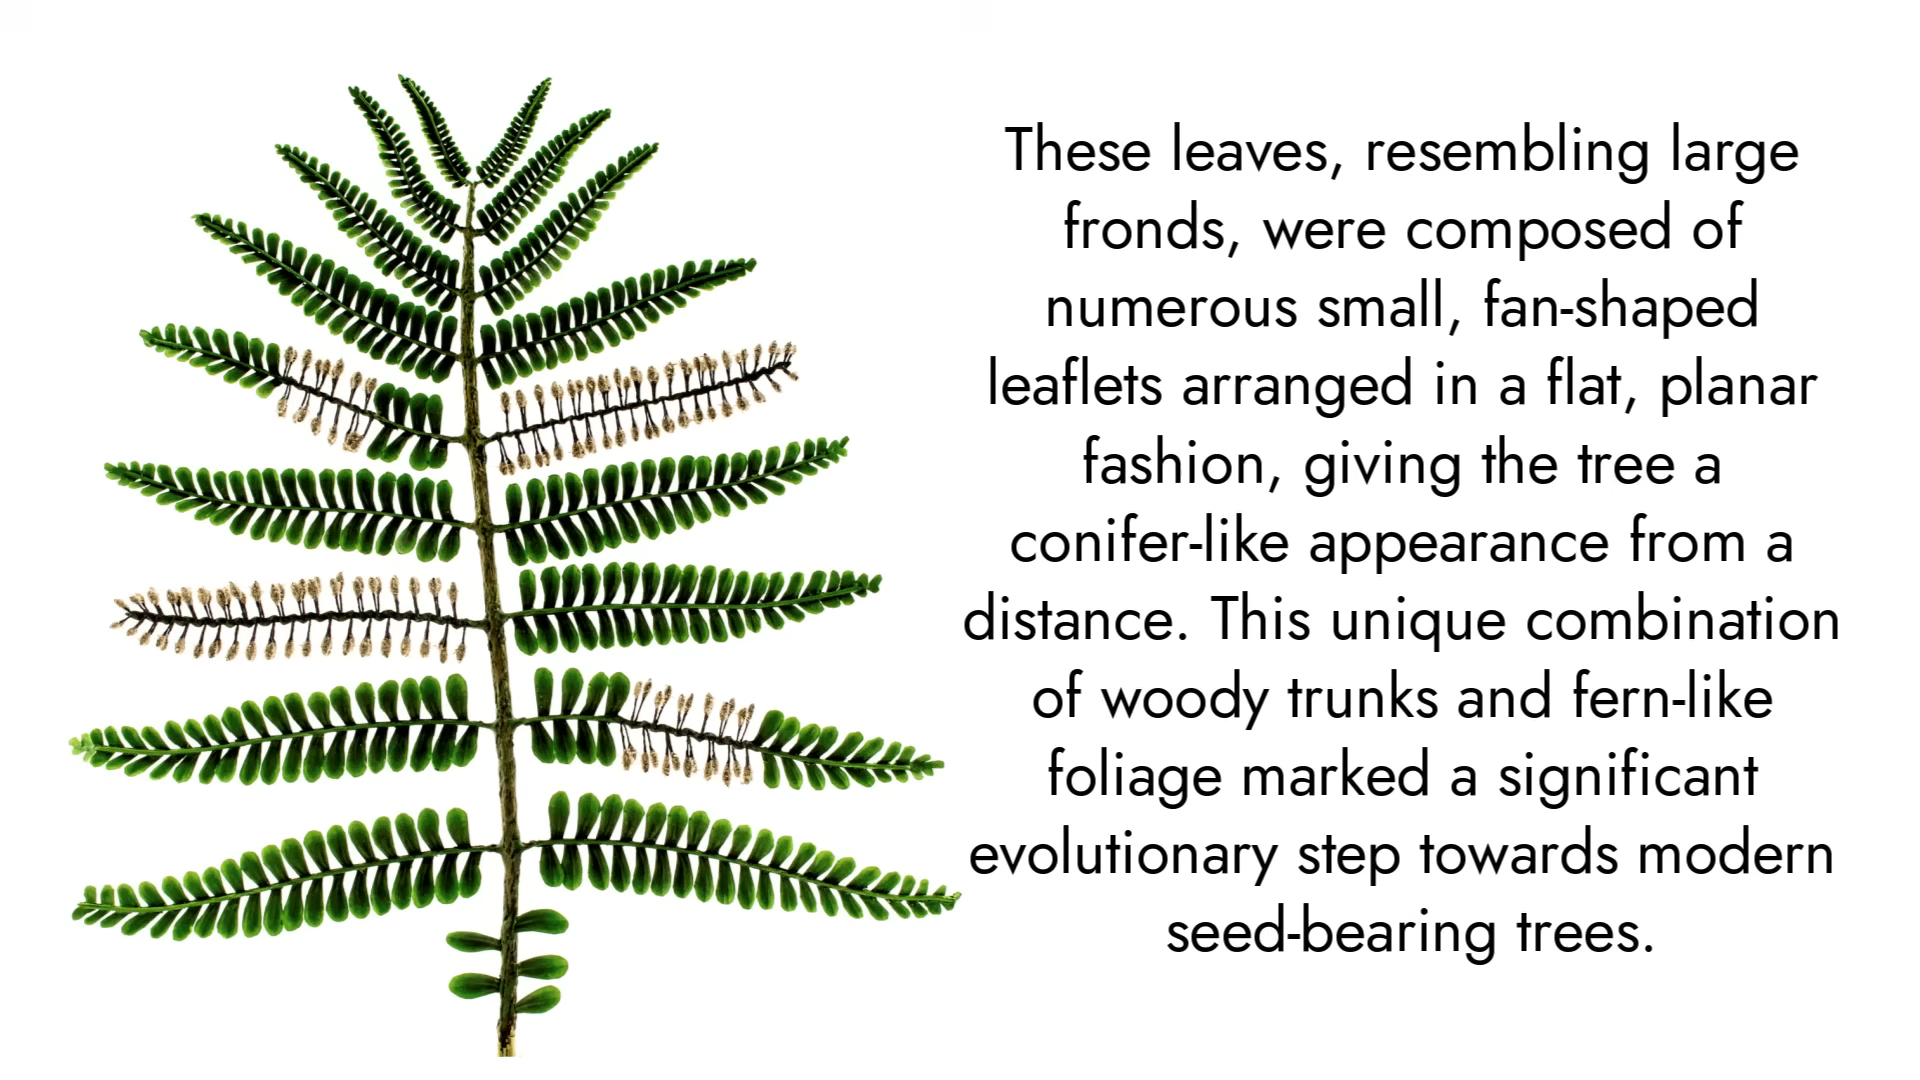 These leaves, resembling large
fronds, were composed of
numerous small, fan-shaped
leaflets arranged in a flat, planar
fashion, giving the tree a
conifer-like appearance from a
distance. This unique combination
of woody trunks and fern-like
foliage marked a significant
evolutionary step towards modern
seed-bearing trees.